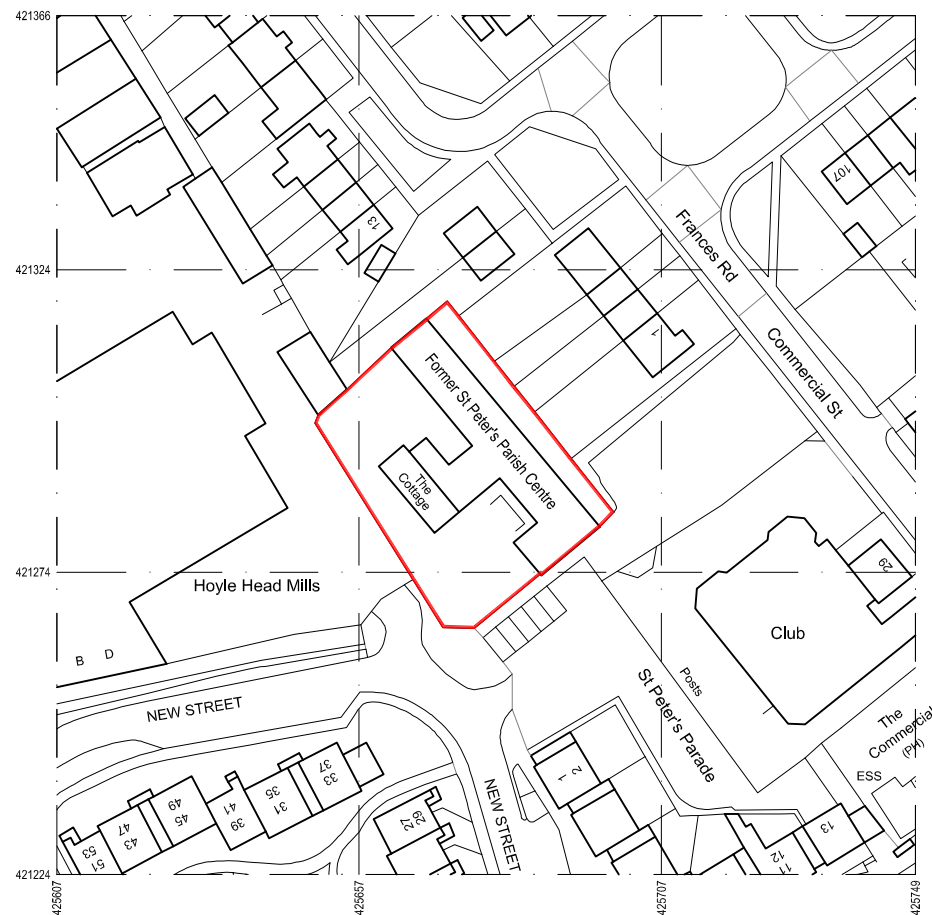 421366
107
13
Frances Rd
421324
1
Commercial St
Former St Peter's Parish Centre
The
Cottage
421274
29
Hoyle Head Mills
Club
B D
Posts
St Peter's Parade
NEW STREET
The
Commercial
(PH)
ESS
37
33
35
31
49
45
41
39
47
43
53
51
29
27
NEW STREET
2
1
13
12
11
421224
425607
425657
425707
425749